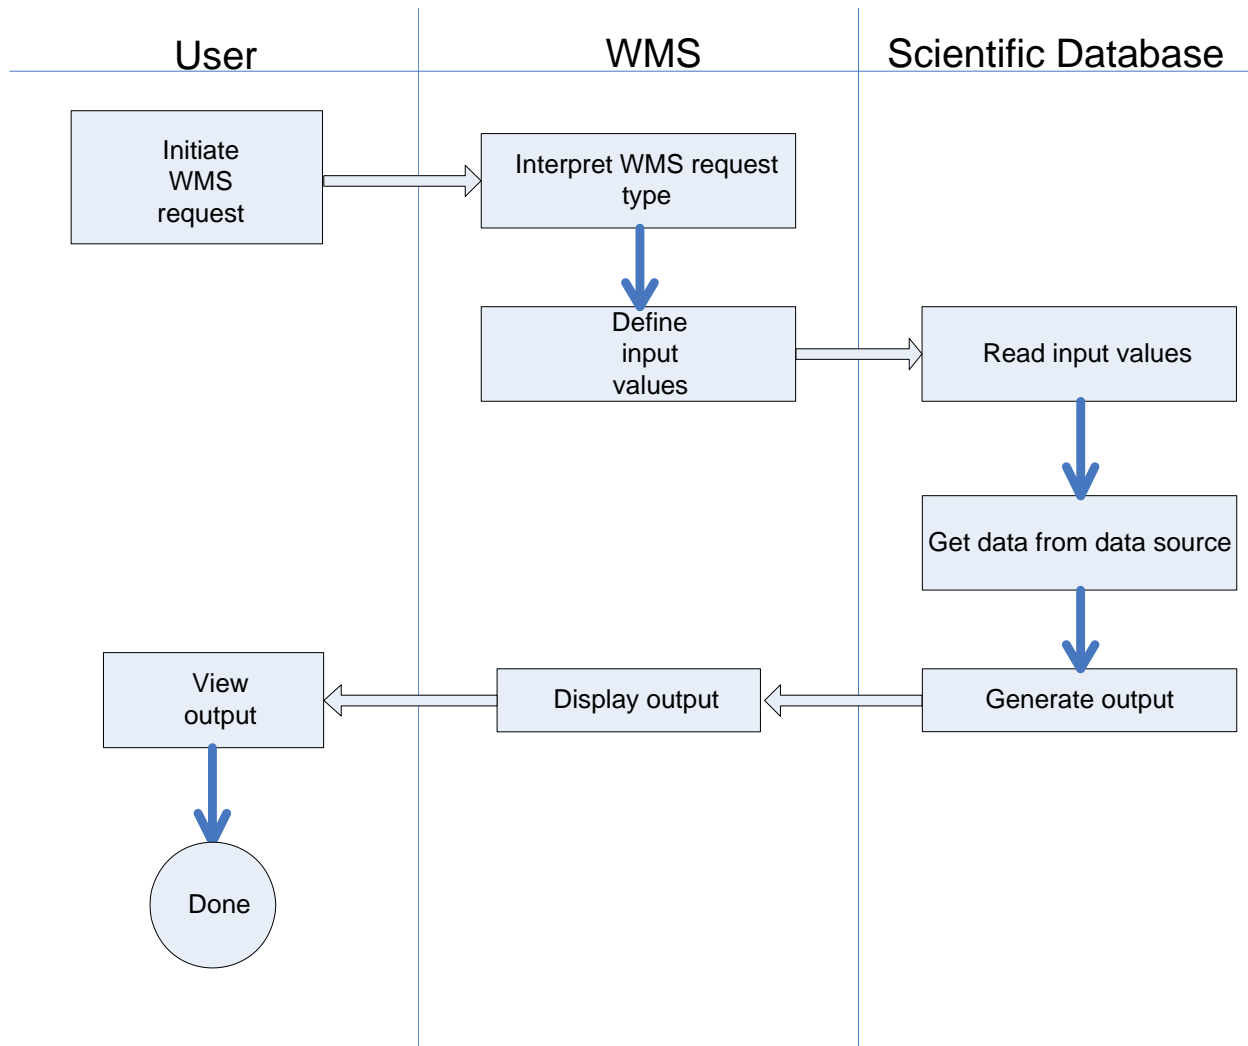 User
WMS
Scientific Database
Initiate
WMS
request
Interpret WMS request
type
Define
input
values
Read input values
Get data from data source
Generate output
Display output
View
output
Done